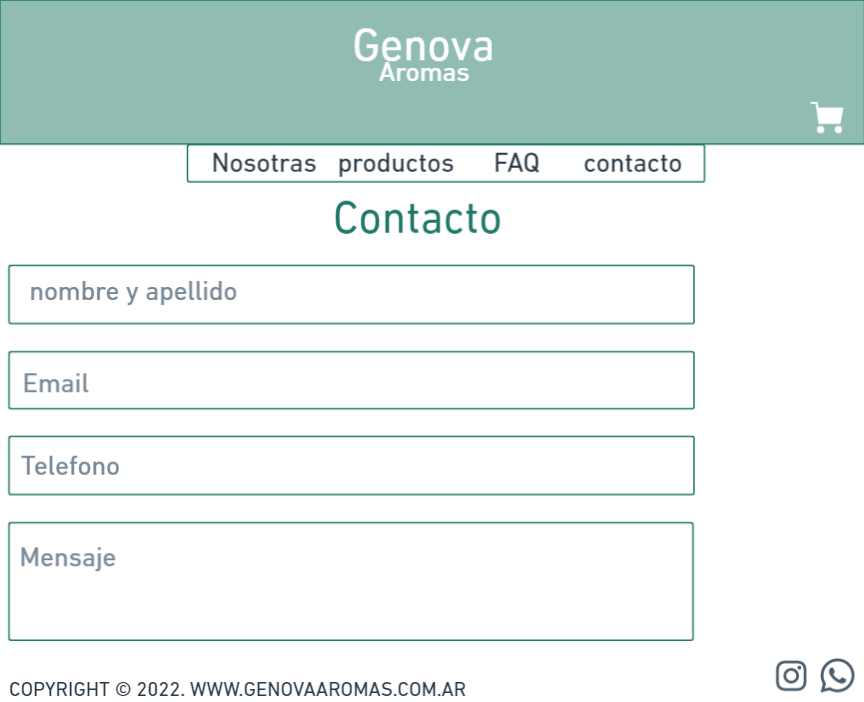 Genova
Aromas
Nosotras productos FAQ contacto
Contacto
nombre y apellido
Email
Telefono
Mensaje
COPYRIGHT © 2022. WWW.GENOVAAROMAS.COM.AR